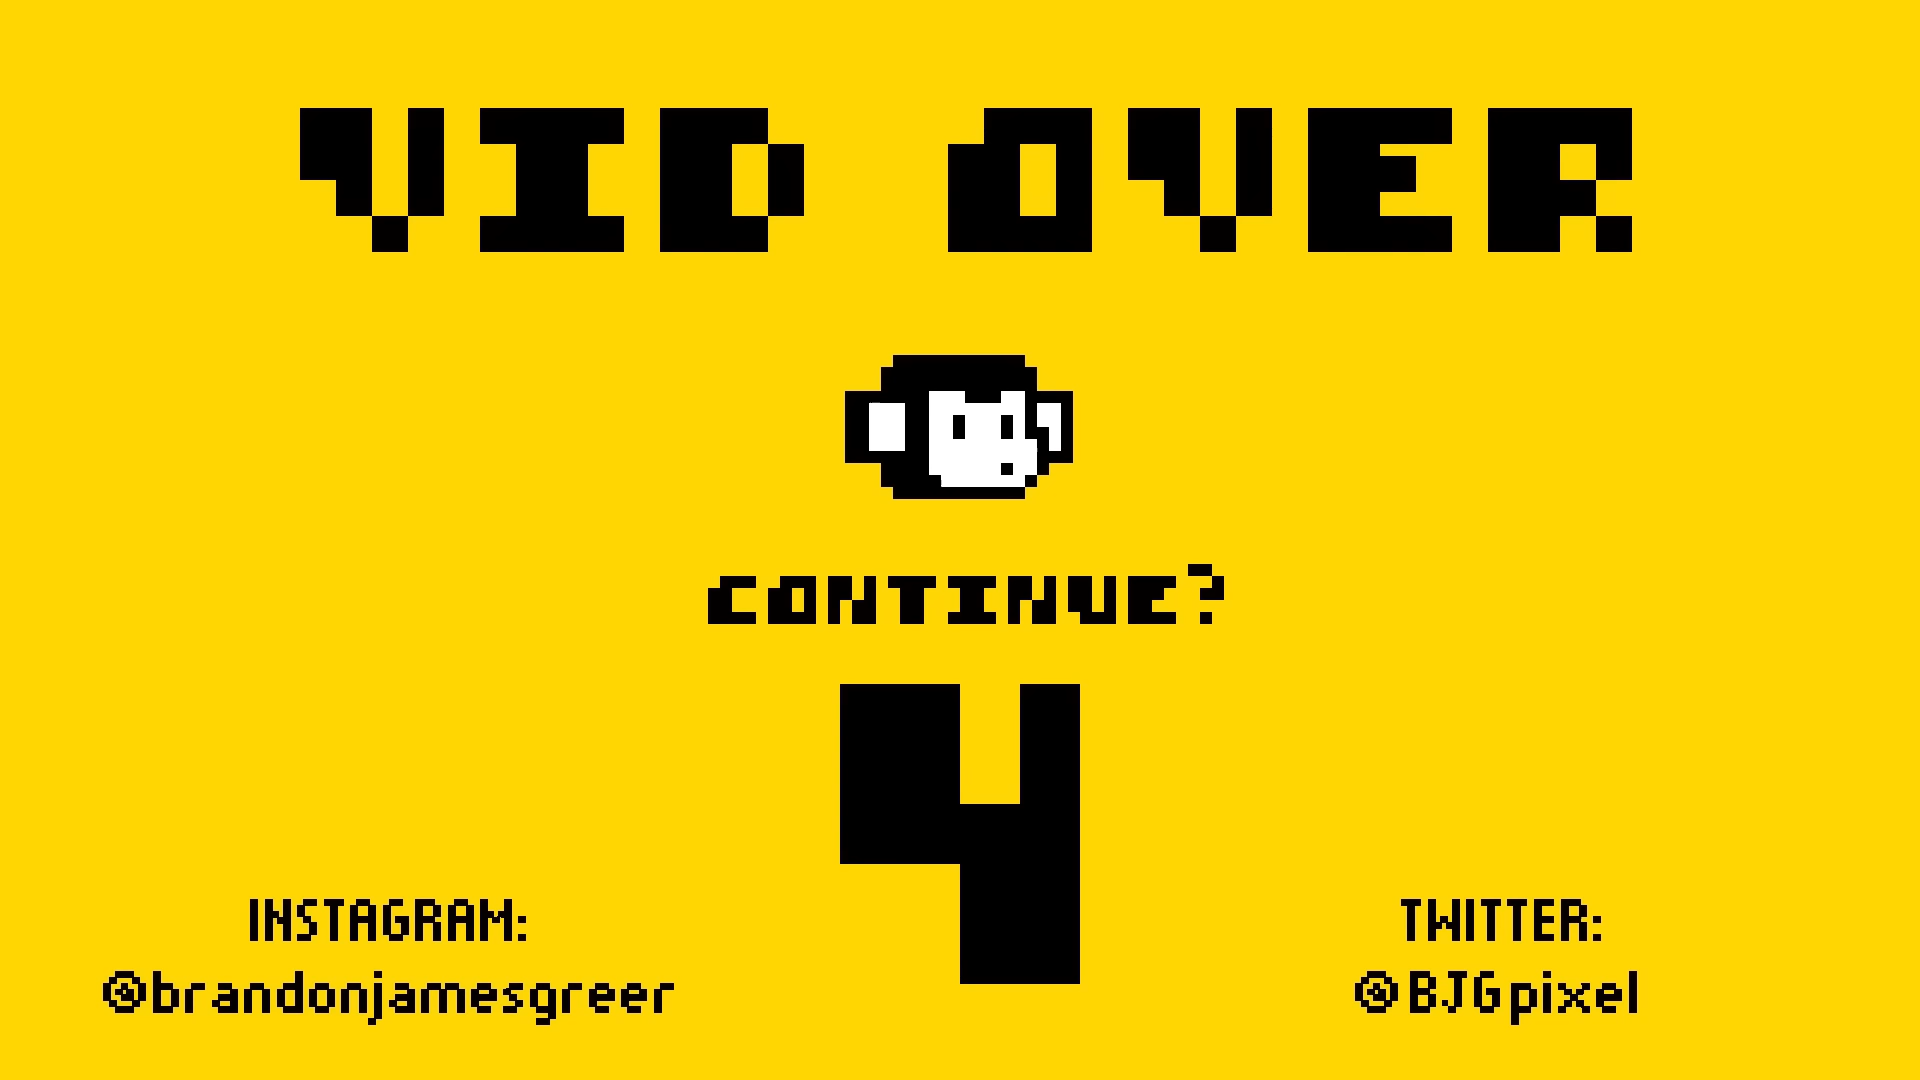 VID OVER
CONTINUE?
4
INSTAGRAM:
@brandonjamesgreer
TWITTER:
@BJGpixel